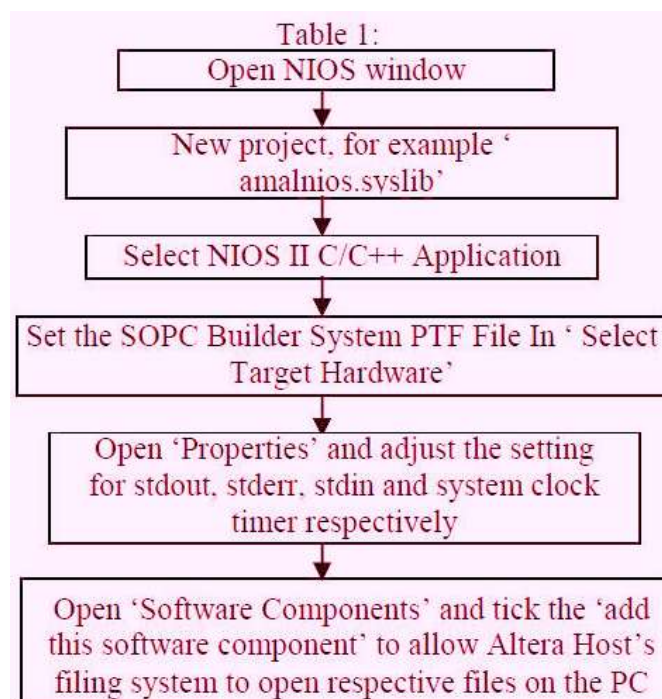 Table 1:
Open NIOS window
New project, for example ‘
amalnios.syslib’
Select NIOS II C/C++ Application
Set the SOPC Builder System PTF File In ‘ Select
Target Hardware’
Open ‘Properties’ and adjust the setting
for stdout, stderr, stdin and system clock
timer respectively
Open ‘Software Components’ and tick the ‘add
this software component’ to allow Altera Host’s
filing system to open respective files on the PC